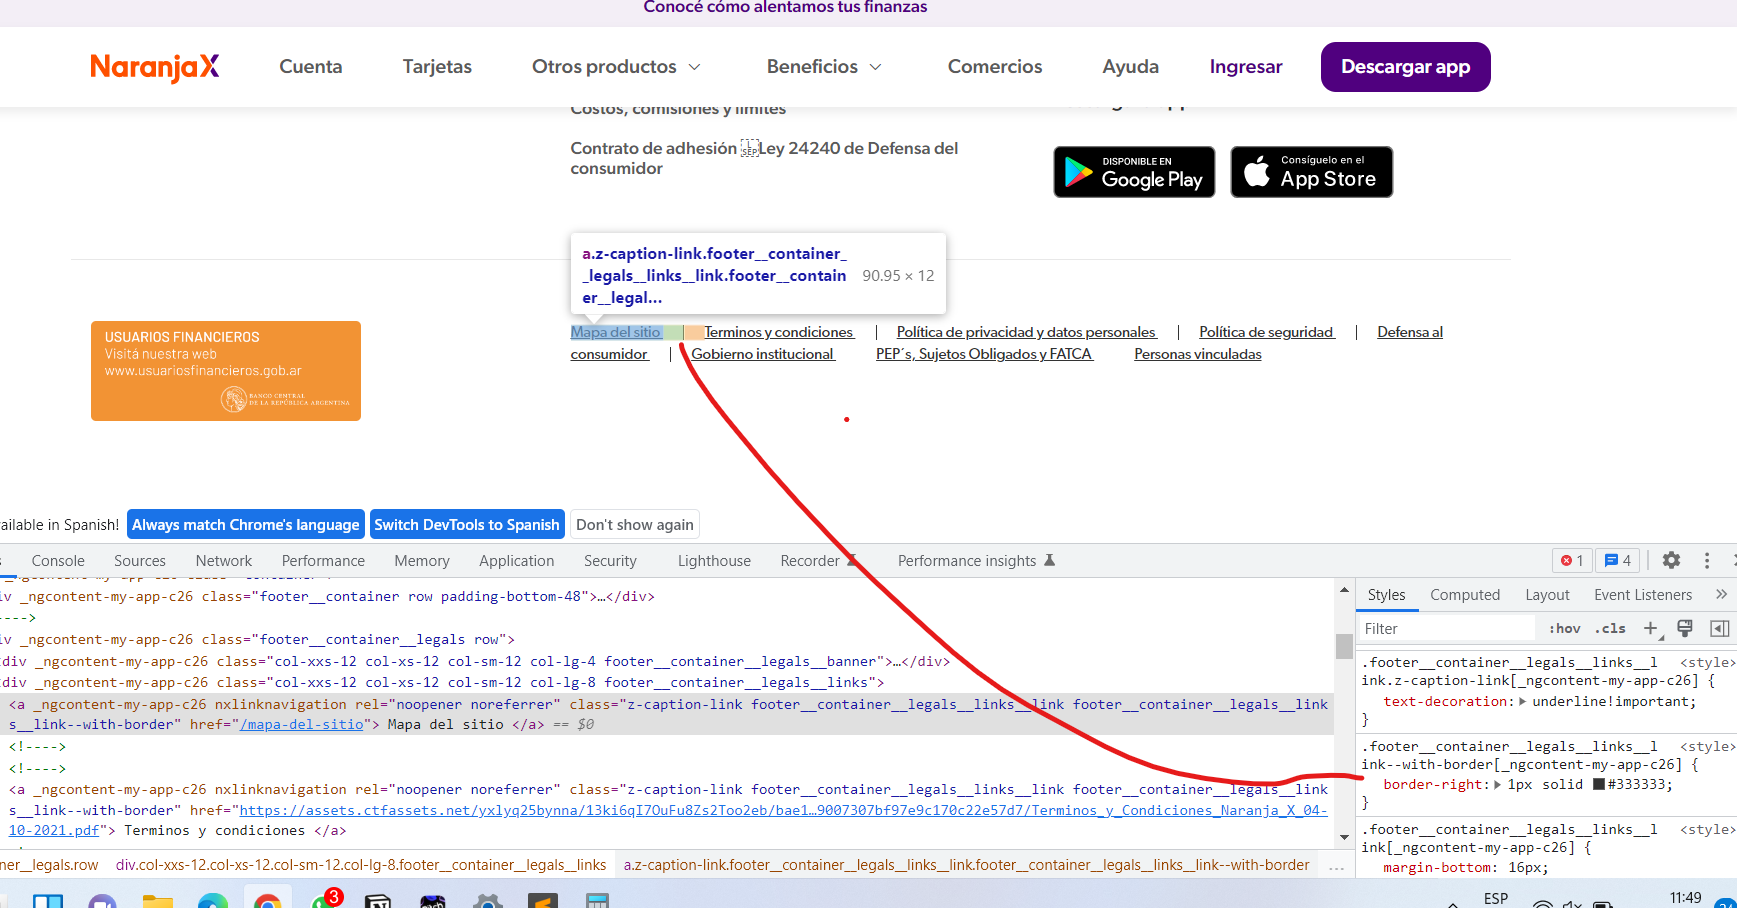 Conocé cómo alentamos tus finanzas
NaranjaX
Cuenta
Tarjetas
Otros productos
Beneficios
Comercios
Ayuda
Ingresar
Descargar app
Costos, comisiones y límites
Contrato de adhesión L SEP Ley 24240 de Defensa del
consumidor
DISPONIBLE EN
Google Play
Consíguelo en el
App Store
a.z-caption-link.footer__container_
_legals__links__link.footer__contain
er__legal...
90.95 × 12
USUARIOS FINANCIEROS
Visitá nuestra web
www.usuariosfinancieros.gob.ar
BANCO CENTRAL
DE LA REPÚBLICA ARGENTINA
Mapa del sitio | Terminos y condiciones | Política de privacidad y datos personales | Política de seguridad | Defensa al
consumidor | Gobierno institucional PEP´s, Sujetos Obligados y FATCA Personas vinculadas
ailable in Spanish! Always match Chrome's language Switch DevTools to Spanish Don't show again
s Console Sources Network Performance Memory Application Security Lighthouse Recorder Performance insights 1 4
iv _ngcontent-my-app-c26 class="footer__container row padding-bottom-48">…</div>
---->
iv _ngcontent-my-app-c26 class="footer__container__legals row">
div _ngcontent-my-app-c26 class="col-xxs-12 col-xs-12 col-sm-12 col-lg-4 footer__container__legals__banner">…</div>
div _ngcontent-my-app-c26 class="col-xxs-12 col-xs-12 col-sm-12 col-lg-8 footer__container__legals__links">
<a _ngcontent-my-app-c26 nxlinknavigation rel="noopener noreferrer" class="z-caption-link footer__container__legals__links__link footer__container__legals__link
s__link--with-border" href="/mapa-del-sitio"> Mapa del sitio </a> == $0
<!---->
<!---->
<a _ngcontent-my-app-c26 nxlinknavigation rel="noopener noreferrer" class="z-caption-link footer__container__legals__links__link footer__container__legals__link
s__link--with-border" href="https://assets.ctfassets.net/yxlyq25bynna/13ki6qI7OuFu8Zs2Too2eb/bae1…9007307bf97e9c170c22e57d7/Terminos_y_Condiciones_Naranja_X_04-
10-2021.pdf"> Terminos y condiciones </a>
ner__legals.row div.col-xxs-12.col-xs-12.col-sm-12.col-lg-8.footer__container__legals__links a.z-caption-link.footer__container__legals__links__link.footer__container__legals__links__link--with-border ...
Styles Computed Layout Event Listeners »
Filter :hov .cls +
.footer__container__legals__links__l <style>
ink.z-caption-link[_ngcontent-my-app-c26] {
text-decoration: underline!important;
}
.footer__container__legals__links__l <style>
ink--with-border[_ngcontent-my-app-c26] {
border-right: 1px solid #333333;
}
.footer__container__legals__links__l <style>
ink[_ngcontent-my-app-c26] {
margin-bottom: 16px;
3
ESP
11:49